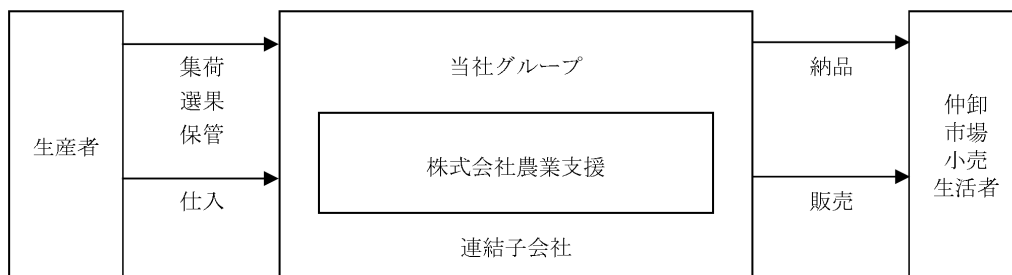 生産者
集荷
選果
保管
仕入
当社グループ
株式会社農業支援
連結子会社
納品
販売
仲卸
市場
小売
生活者